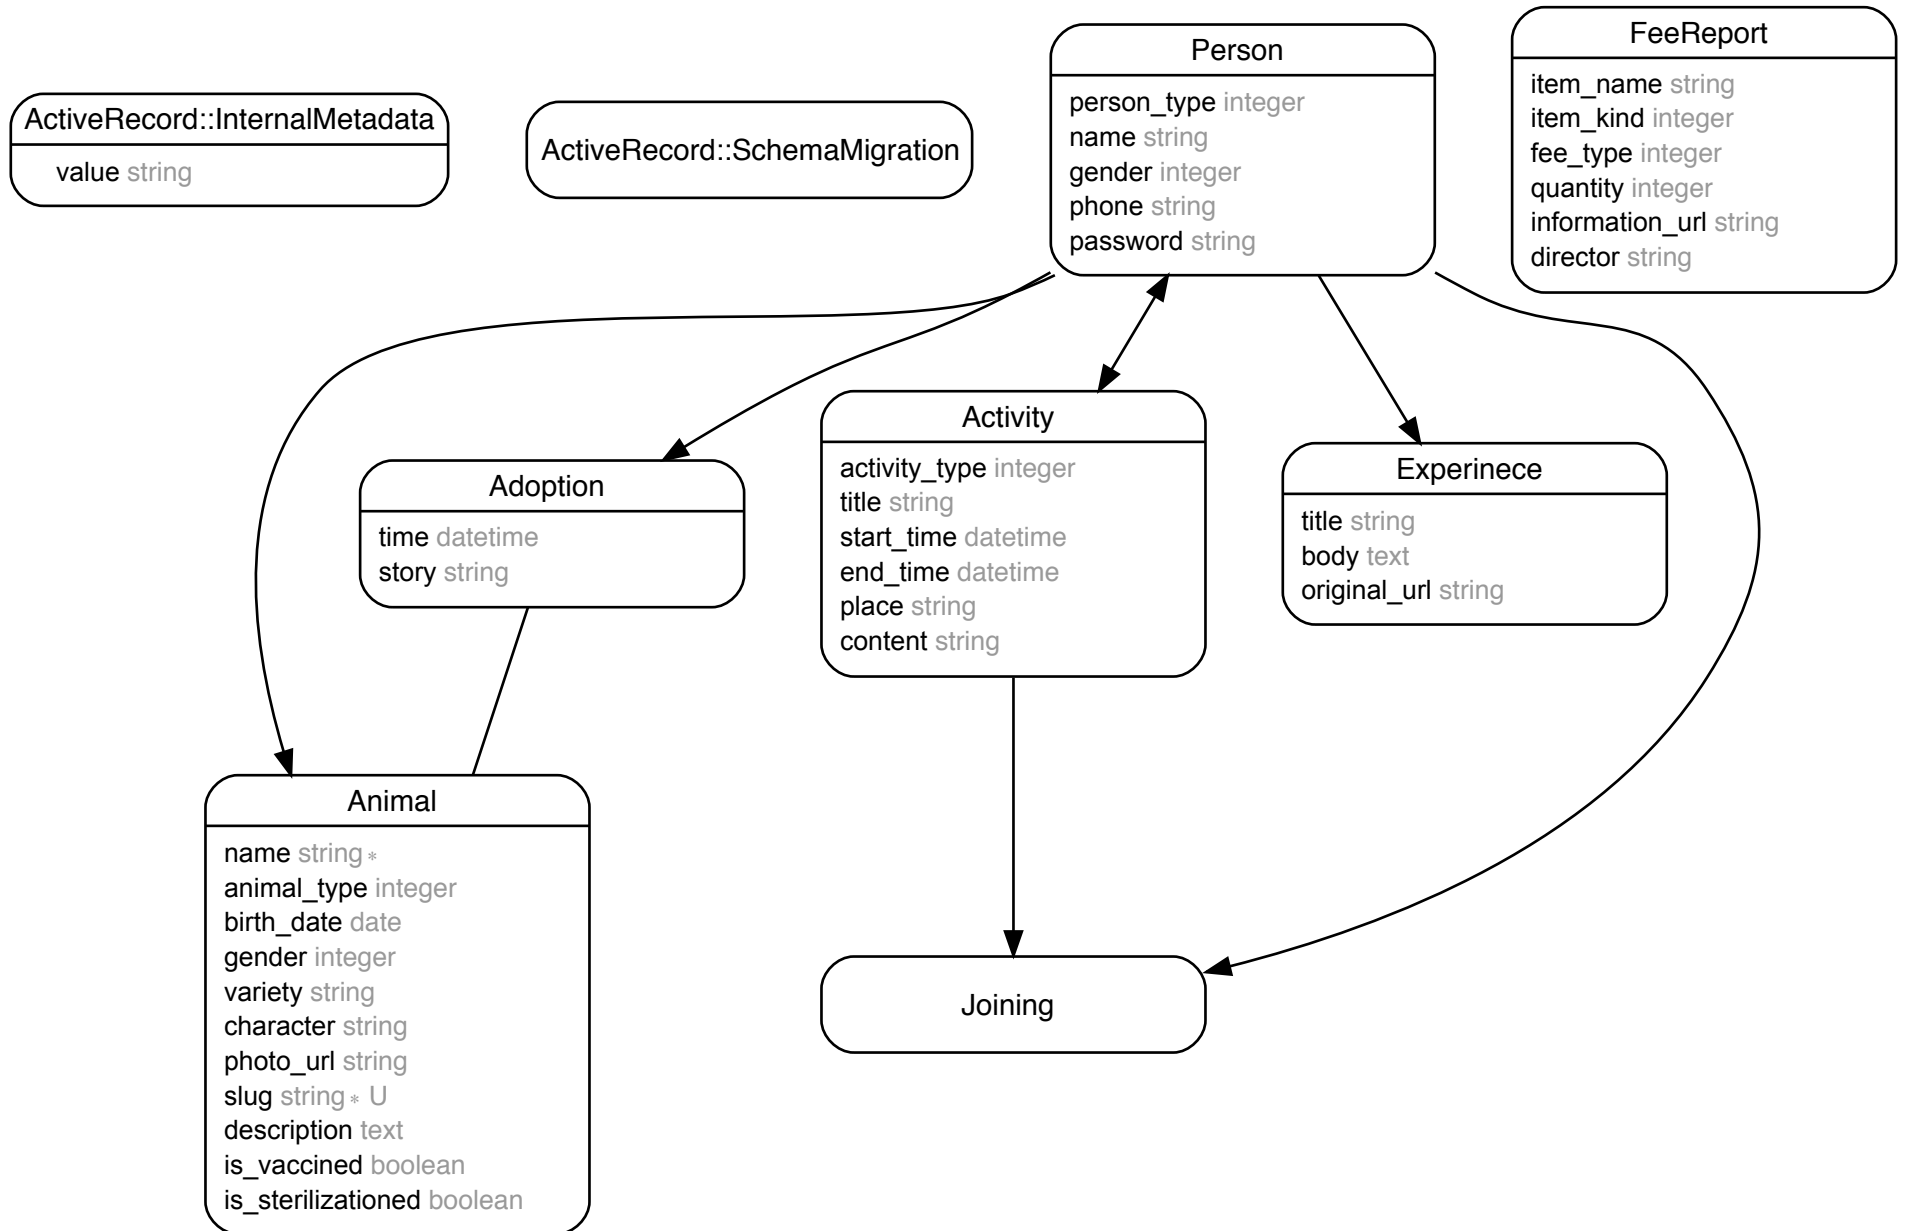 ActiveRecord::InternalMetadata
value string
ActiveRecord::SchemaMigration
Person
person_type integer
name string
gender integer
phone string
password string
FeeReport
item_name string
item_kind integer
fee_type integer
quantity integer
information_url string
director string
Adoption
time datetime
story string
Activity
activity_type integer
title string
start_time datetime
end_time datetime
place string
content string
Experinece
title string
body text
original_url string
Animal
name string *
animal_type integer
birth_date date
gender integer
variety string
character string
photo_url string
slug string * U
description text
is_vaccined boolean
is_sterilizationed boolean
Joining